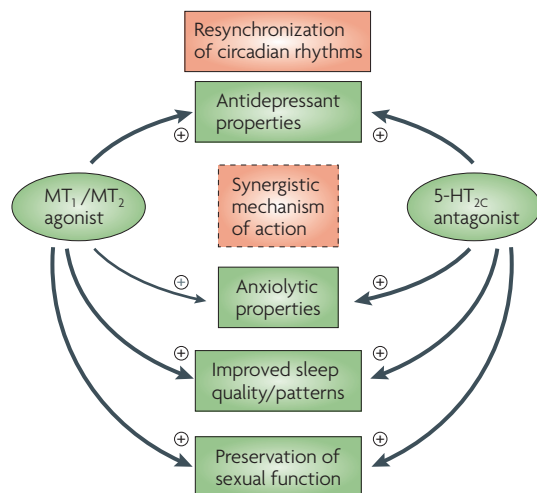 Resynchronization
of circadian rhythms
Antidepressant
properties
⊕
⊕
MT₁/MT₂
agonist
Synergistic
mechanism
of action
5-HT₂C
antagonist
⊕
⊕
Anxiolytic
properties
⊕
⊕
Improved sleep
quality/patterns
⊕
⊕
Preservation of
sexual function